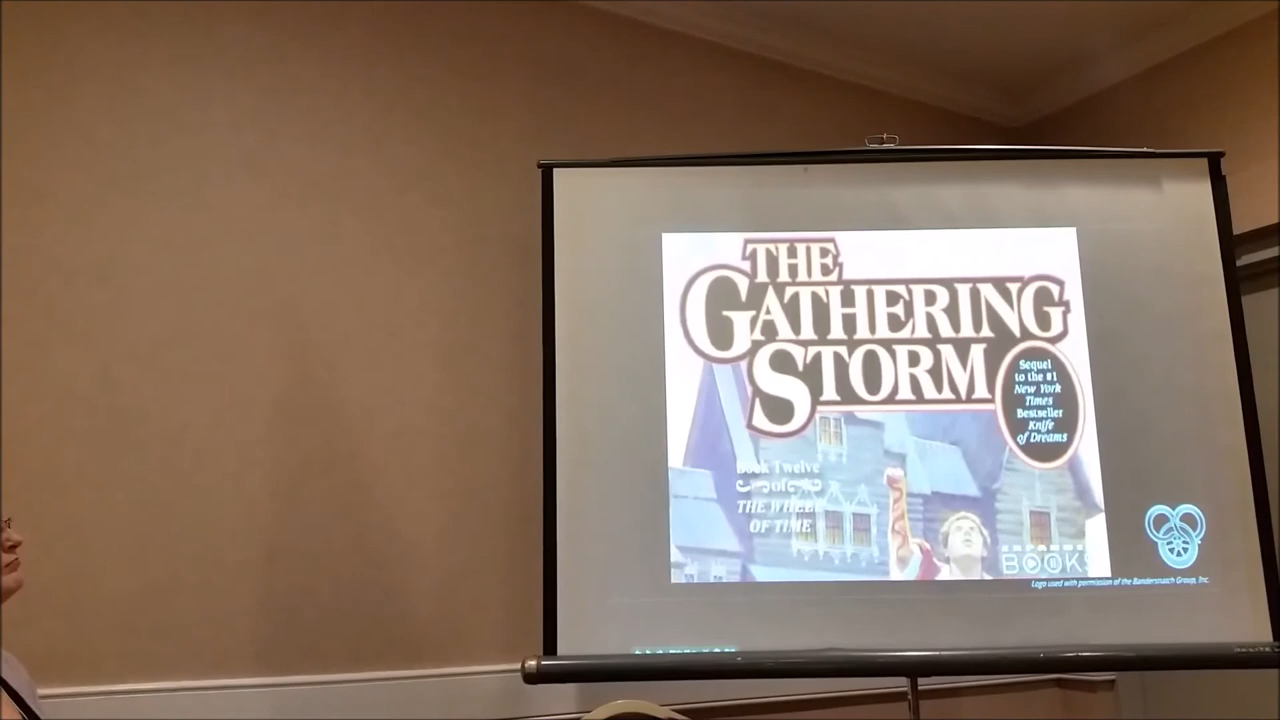 THE
GATHERING
STORM
Sequel
to the #1
New York
Times
Bestseller
Knife
of Dreams
Book Twelve
of
THE WHEEL
OF TIME
BOOKS
Logo used with permission of the Bandersnatch Group, Inc.